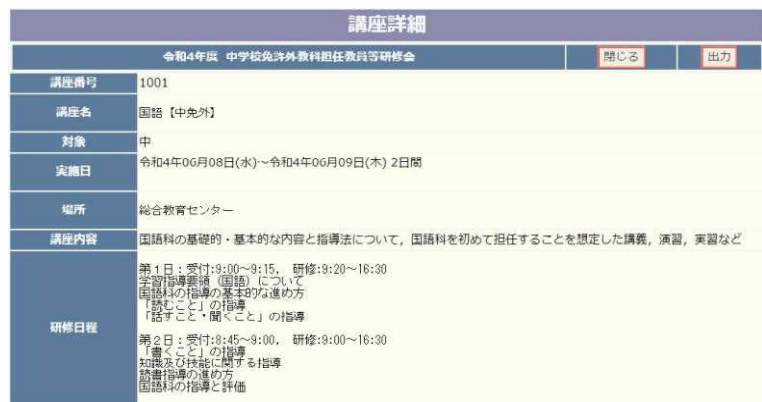 講座詳細
令和4年度 中学校免許外教科担任教員等研修会 閉じる 出力
講座番号 1001
講座名 国語【中免外】
対象 中
実施日 令和4年06月08日(水)～令和4年06月09日(木) 2日間
場所 総合教育センター
講座内容 国語科の基礎的・基本的な内容と指導法について，国語科を初めて担任することを想定した講義，演習，実習など
研修日程
第1日：受付:9:00～9:15， 研修:9:20～16:30
学習指導要領（国語）について
国語科の指導の基本的な進め方
「読むこと」の指導
「話すこと・聞くこと」の指導
第2日：受付:8:45～9:00， 研修:9:00～16:30
「書くこと」の指導
知識及び技能に関する指導
読書指導の進め方
国語科の指導と評価